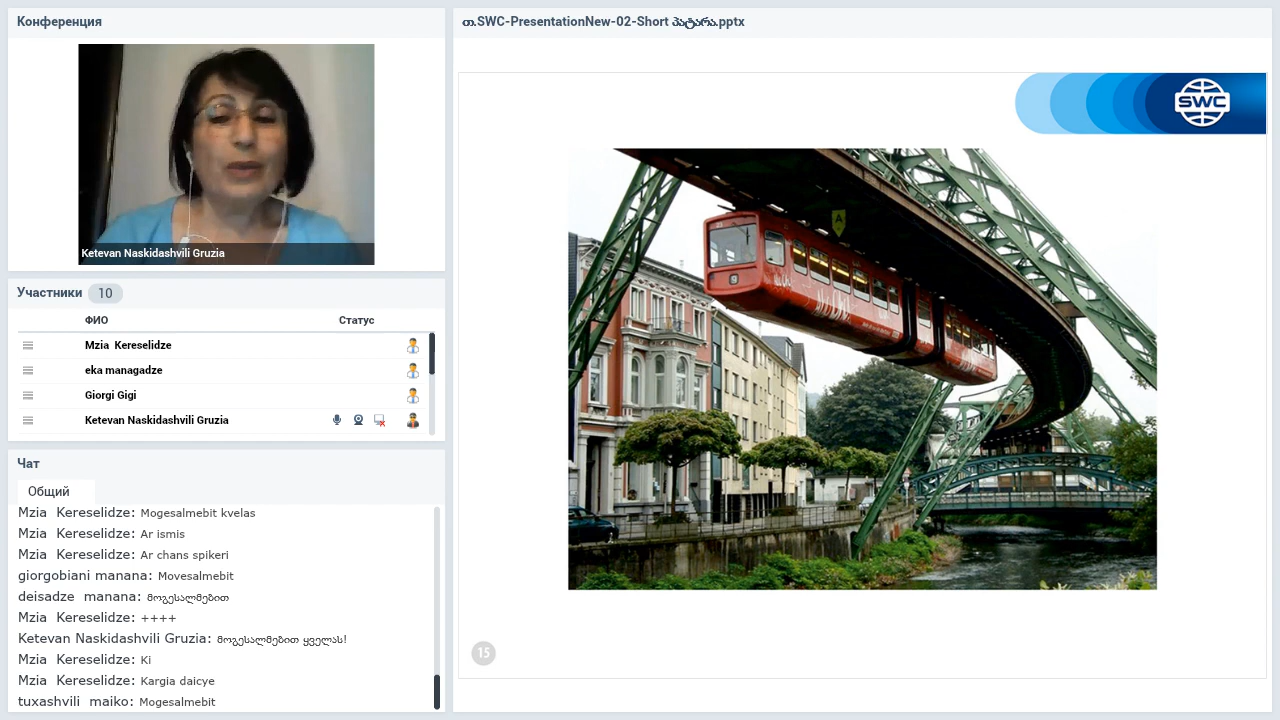 Конференция
Ketevan Naskidashvili Gruzia
Участники 10
ФИО Статус
Mzia Kereselidze
eka managadze
Giorgi Gigi
Ketevan Naskidashvili Gruzia
Чат
Общий
Mzia Kereselidze: Mogesalmebit kvelas
Mzia Kereselidze: Ar ismis
Mzia Kereselidze: Ar chans spikeri
giorgobiani manana: Movesalmebit
deisadze manana: მოგესალმებით
Mzia Kereselidze: ++++
Ketevan Naskidashvili Gruzia: მოგესალმებით ყველას!
Mzia Kereselidze: Ki
Mzia Kereselidze: Kargia daicye
tuxashvili maiko: Mogesalmebit
თ.SWC-PresentationNew-02-Short პატარა.pptx
SWC
A
15